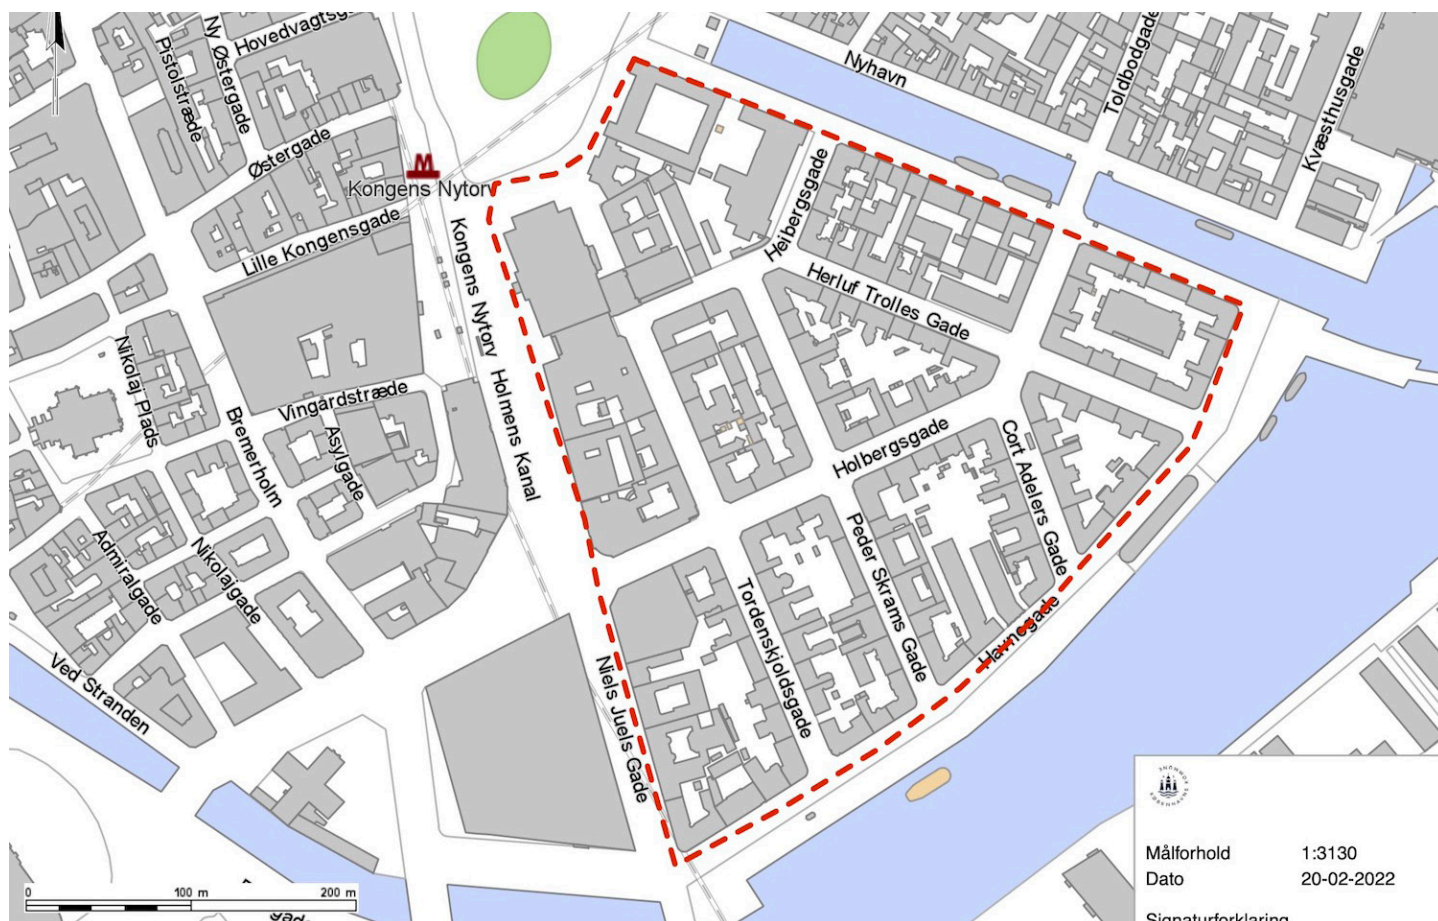 Hovedvagtsg
Ny Østergade
Pistolstræde
Østergade
Kongens Nytorv
Lille Kongensgade
Kongens Nytorv
Holmens Kanal
Nyhavn
Toldbodgade
Kvæsthusgade
Heibergsgade
Herluf Trolles Gade
Nikolaj Plads
Bremerholm
Vingårdstræde
Asylgade
Holbergsgade
Cort Adelers Gade
Admiralgade
Nikolajgade
Peder Skrams Gade
Tordenskjoldsgade
Havnegade
Ved Stranden
Niels Juels Gade
KØBENHAVNS KOMMUNE
Målforhold 1:3130
Dato 20-02-2022
Signaturforklaring
0 100 m 200 m